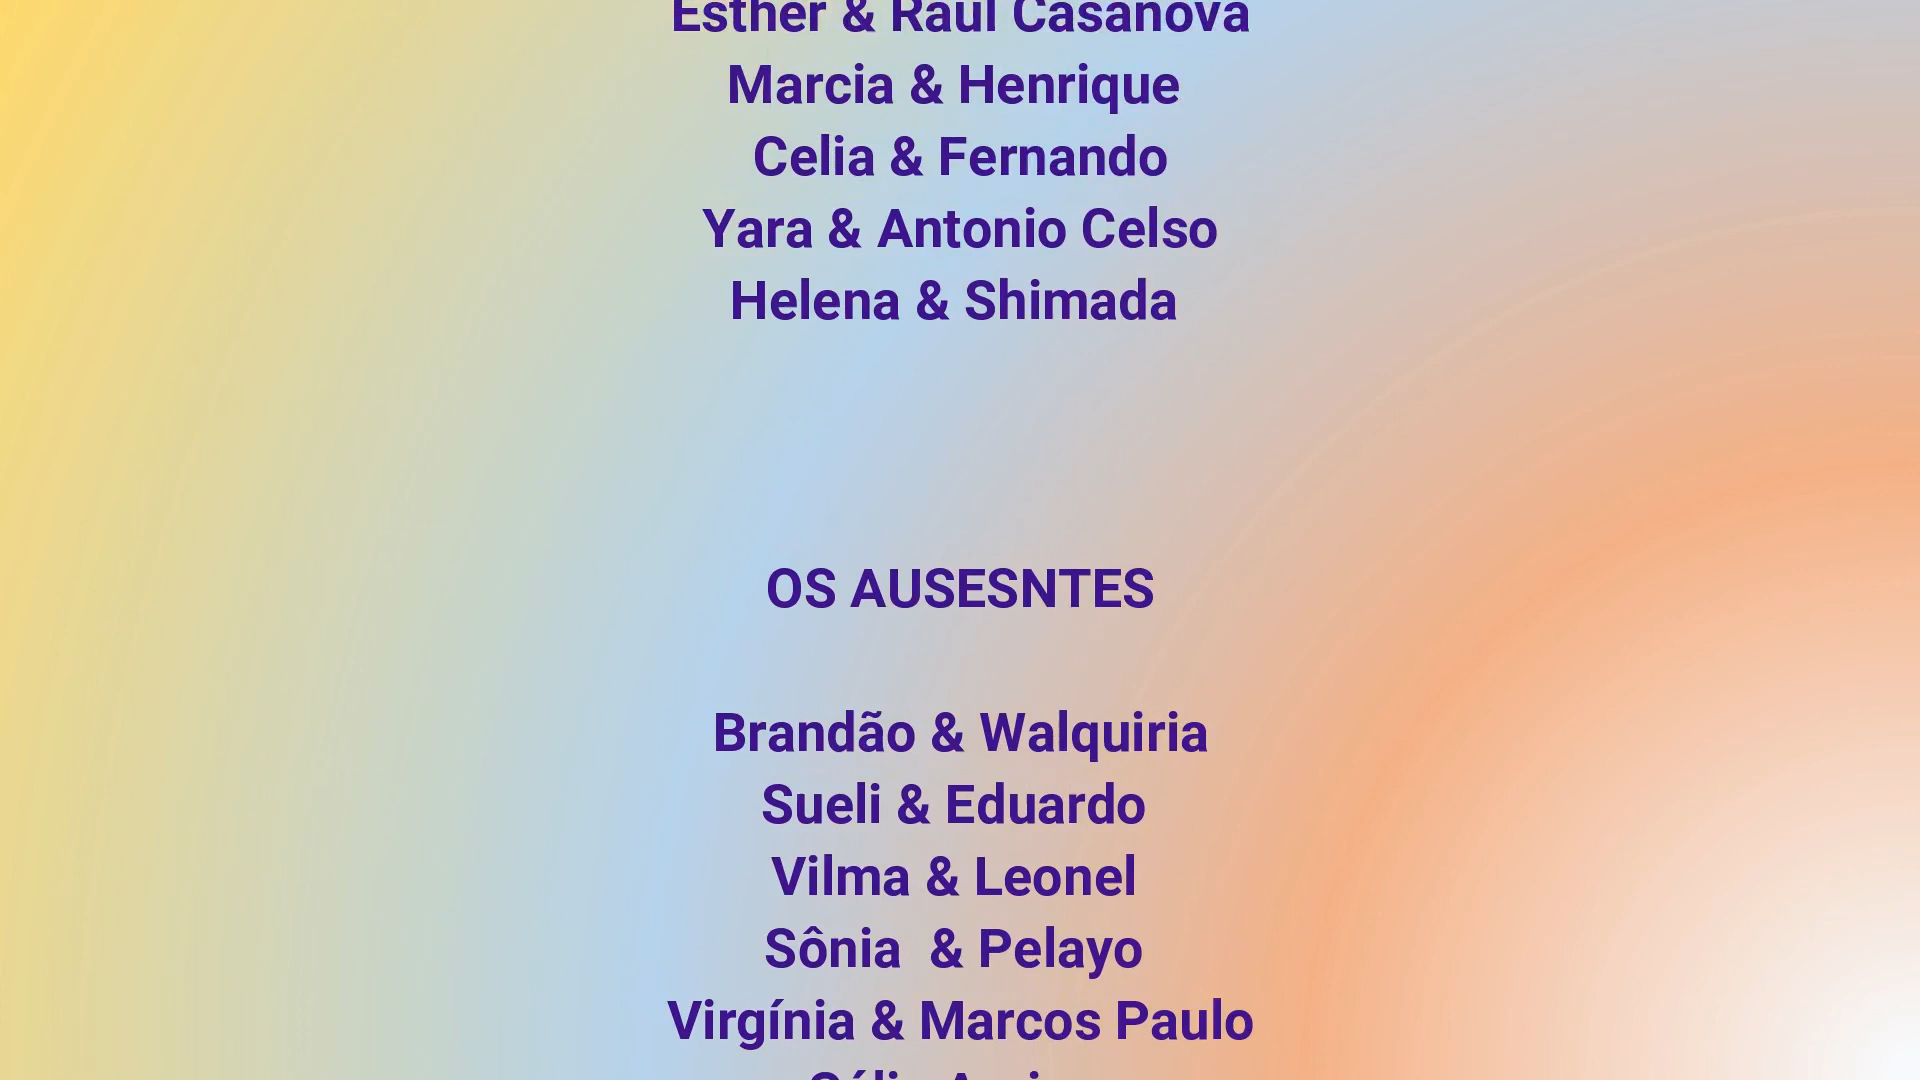 Esther & Raul Casanova
Marcia & Henrique
Celia & Fernando
Yara & Antonio Celso
Helena & Shimada
OS AUSESNTES
Brandão & Walquiria
Sueli & Eduardo
Vilma & Leonel
Sônia  & Pelayo
Virgínia & Marcos Paulo